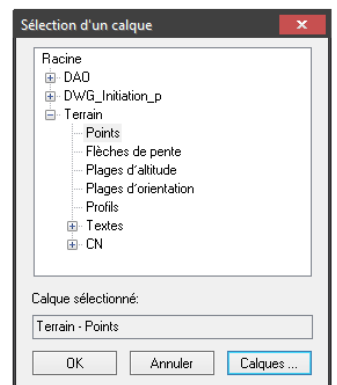 Sélection d'un calque
Racine
DAO
DWG_Initiation_p
Terrain
Points
Flèches de pente
Plages d'altitude
Plages d'orientation
Profils
Textes
CN
Calque sélectionné:
Terrain - Points
OK Annuler Calques ...